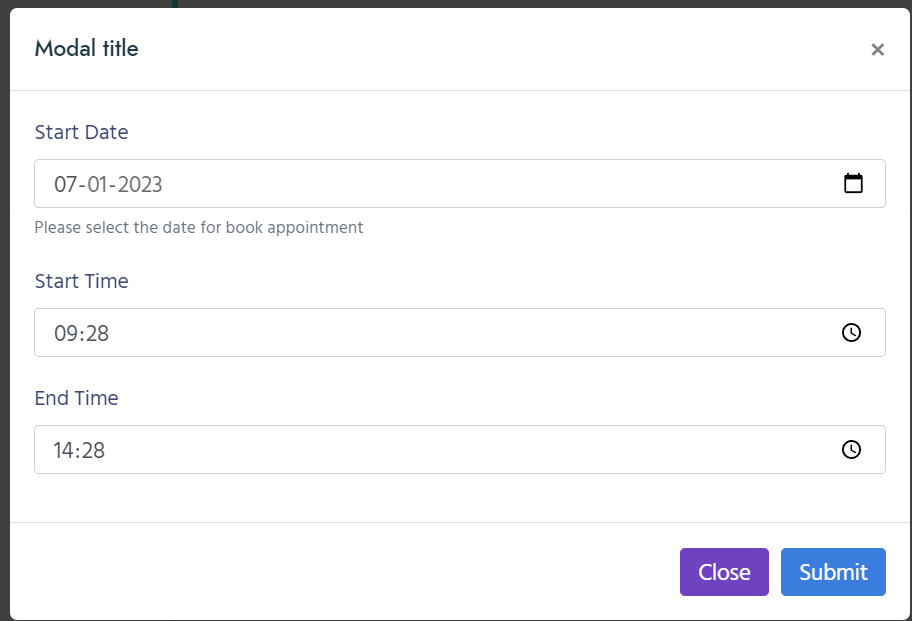 Modal title
×
Start Date
07-01-2023
Please select the date for book appointment
Start Time
09:28
End Time
14:28
Close Submit